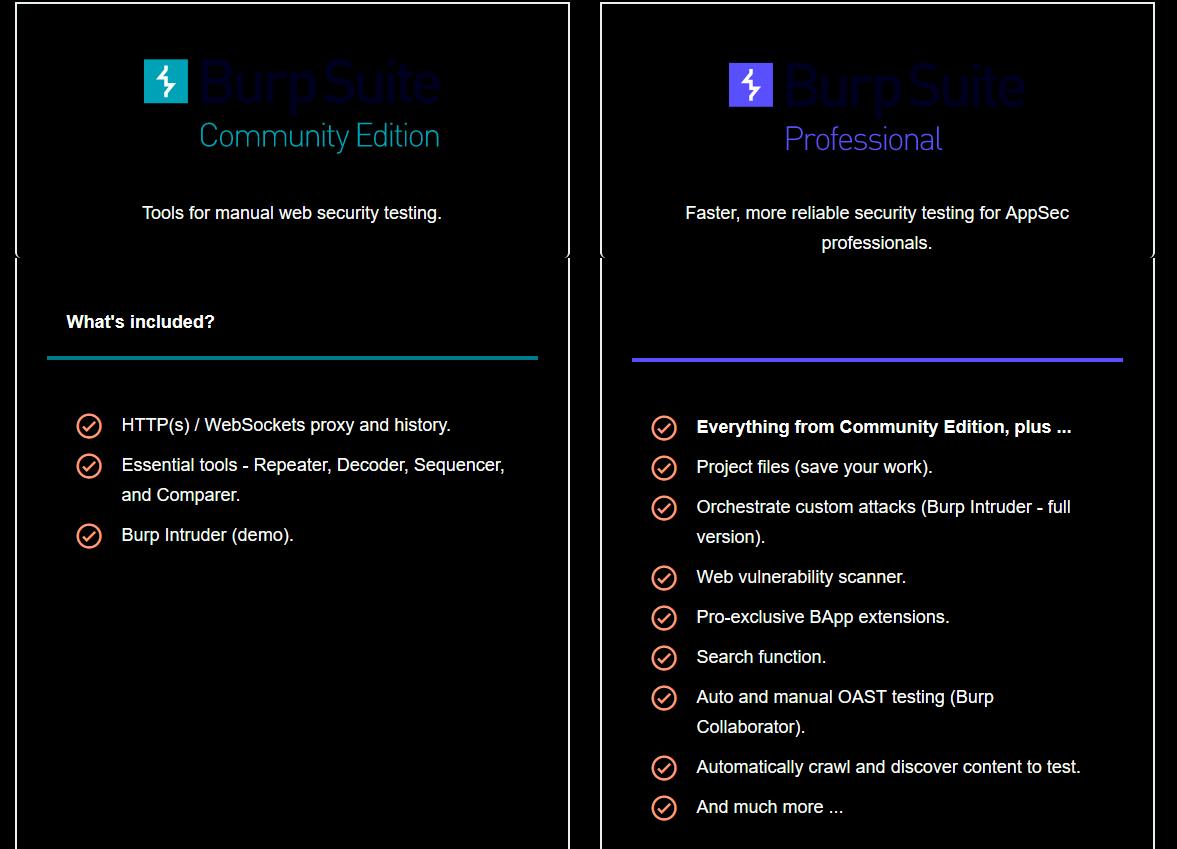 Burp Suite
Community Edition
Tools for manual web security testing.
What's included?
HTTP(s) / WebSockets proxy and history.
Essential tools - Repeater, Decoder, Sequencer,
and Comparer.
Burp Intruder (demo).
Burp Suite
Professional
Faster, more reliable security testing for AppSec
professionals.
Everything from Community Edition, plus ...
Project files (save your work).
Orchestrate custom attacks (Burp Intruder - full
version).
Web vulnerability scanner.
Pro-exclusive BApp extensions.
Search function.
Auto and manual OAST testing (Burp
Collaborator).
Automatically crawl and discover content to test.
And much more ...